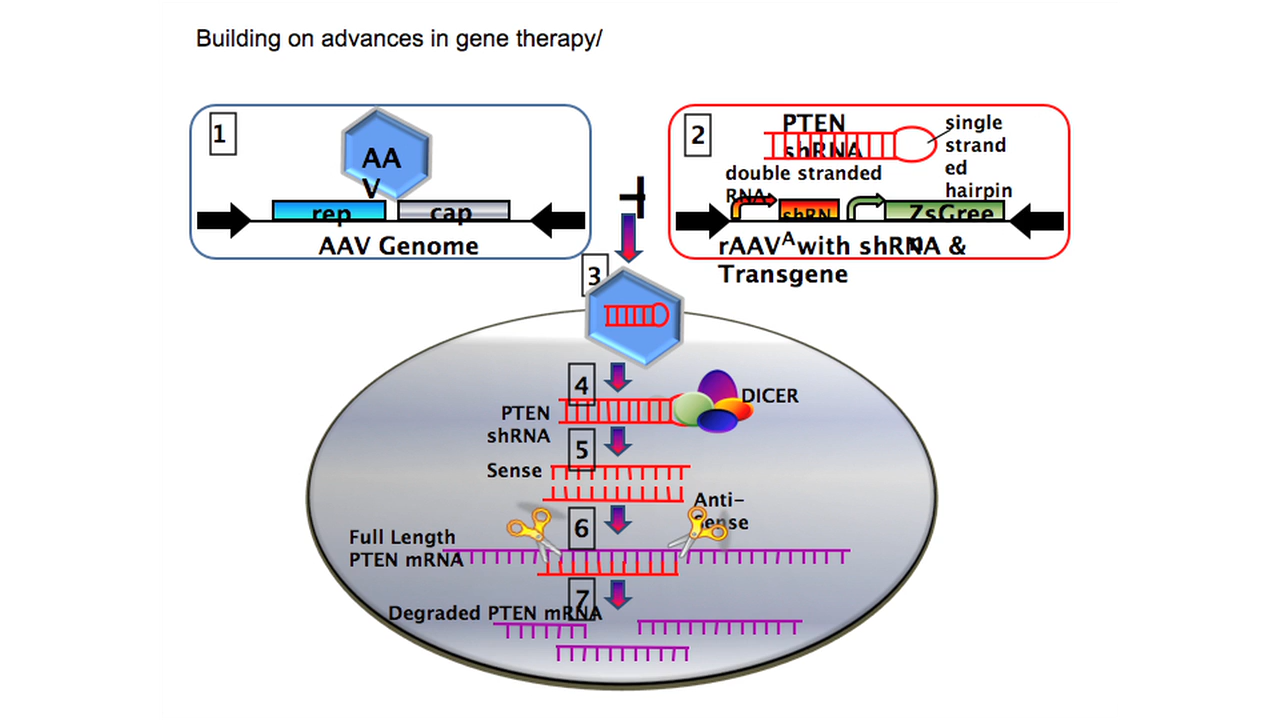 Building on advances in gene therapy/
1
AA
V
rep
cap
AAV Genome
2
PTEN
shRNA
single
strand
ed
hairpin
double stranded
RNA
shRN
A
ZsGree
n
rAAV with shRNA &
Transgene
3
4
DICER
PTEN
shRNA
5
Sense
Anti-
sense
6
Full Length
PTEN mRNA
7
Degraded PTEN mRNA